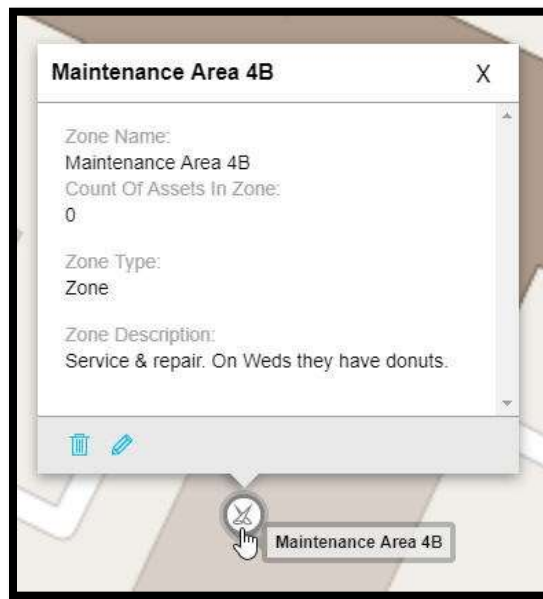 Maintenance Area 4B X
Zone Name:
Maintenance Area 4B
Count Of Assets In Zone:
0
Zone Type:
Zone
Zone Description:
Service & repair. On Weds they have donuts.
Maintenance Area 4B